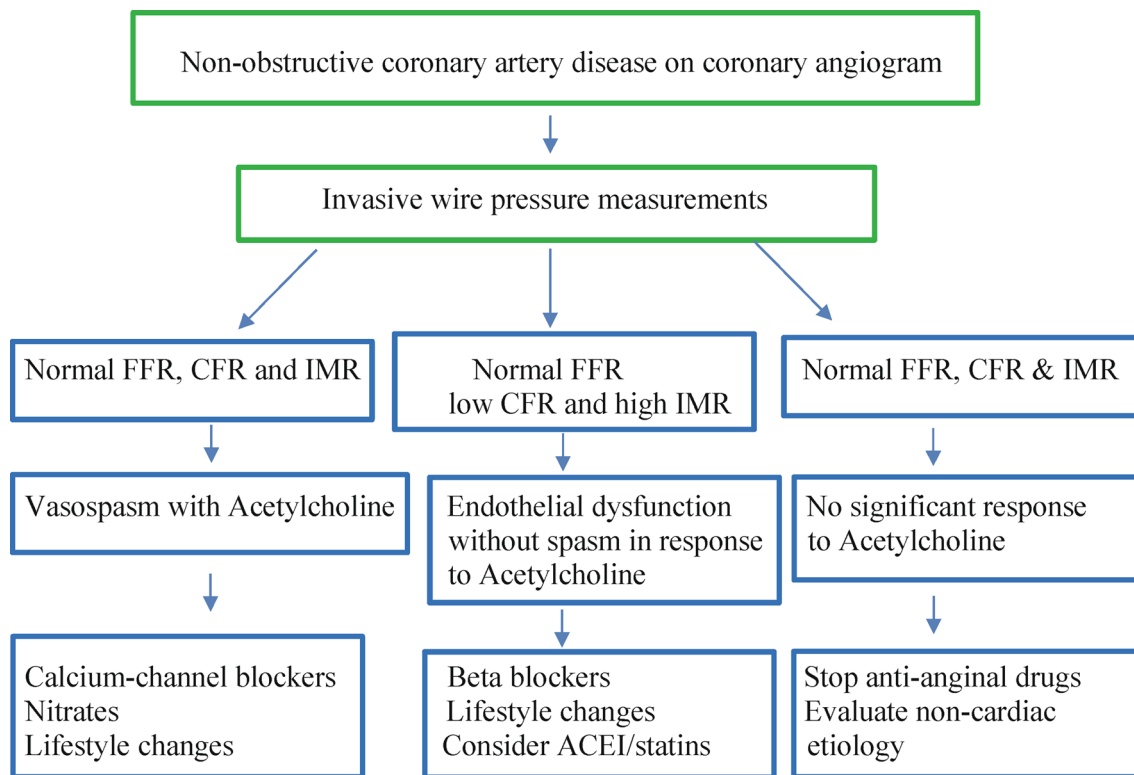 Non-obstructive coronary artery disease on coronary angiogram
Invasive wire pressure measurements
Normal FFR, CFR and IMR
Normal FFR
low CFR and high IMR
Normal FFR, CFR & IMR
Vasospasm with Acetylcholine
Endothelial dysfunction
without spasm in response
to Acetylcholine
No significant response
to Acetylcholine
Calcium-channel blockers
Nitrates
Lifestyle changes
Beta blockers
Lifestyle changes
Consider ACEI/statins
Stop anti-anginal drugs
Evaluate non-cardiac
etiology